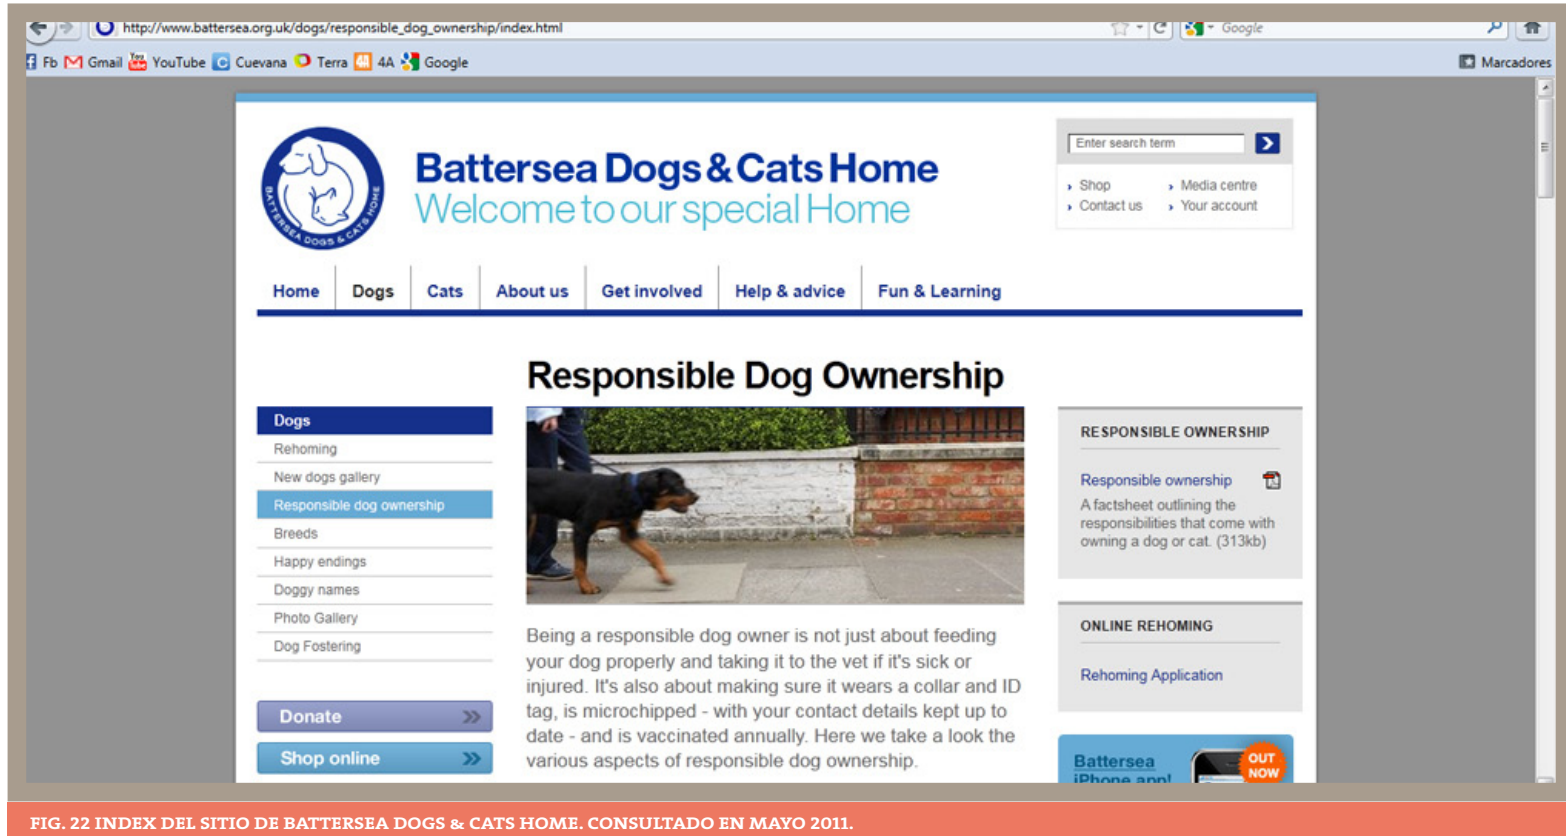 http://www.battersea.org.uk/dogs/responsible_dog_ownership/index.html
Google
Fb Gmail YouTube Cuevana Terra 4A Google
Marcadores
BATTERSEA DOGS & CATS HOME
Battersea Dogs & Cats Home
Welcome to our special Home
Enter search term
Shop
Media centre
Contact us
Your account
Home
Dogs
Cats
About us
Get involved
Help & advice
Fun & Learning
Responsible Dog Ownership
Dogs
Rehoming
New dogs gallery
Responsible dog ownership
Breeds
Happy endings
Doggy names
Photo Gallery
Dog Fostering
Donate
Shop online
Being a responsible dog owner is not just about feeding
your dog properly and taking it to the vet if it's sick or
injured. It's also about making sure it wears a collar and ID
tag, is microchipped - with your contact details kept up to
date - and is vaccinated annually. Here we take a look the
various aspects of responsible dog ownership.
RESPONSIBLE OWNERSHIP
Responsible ownership
A factsheet outlining the
responsibilities that come with
owning a dog or cat. (313kb)
ONLINE REHOMING
Rehoming Application
Battersea
iPhone app!
OUT
NOW
FIG. 22 INDEX DEL SITIO DE BATTERSEA DOGS & CATS HOME. CONSULTADO EN MAYO 2011.